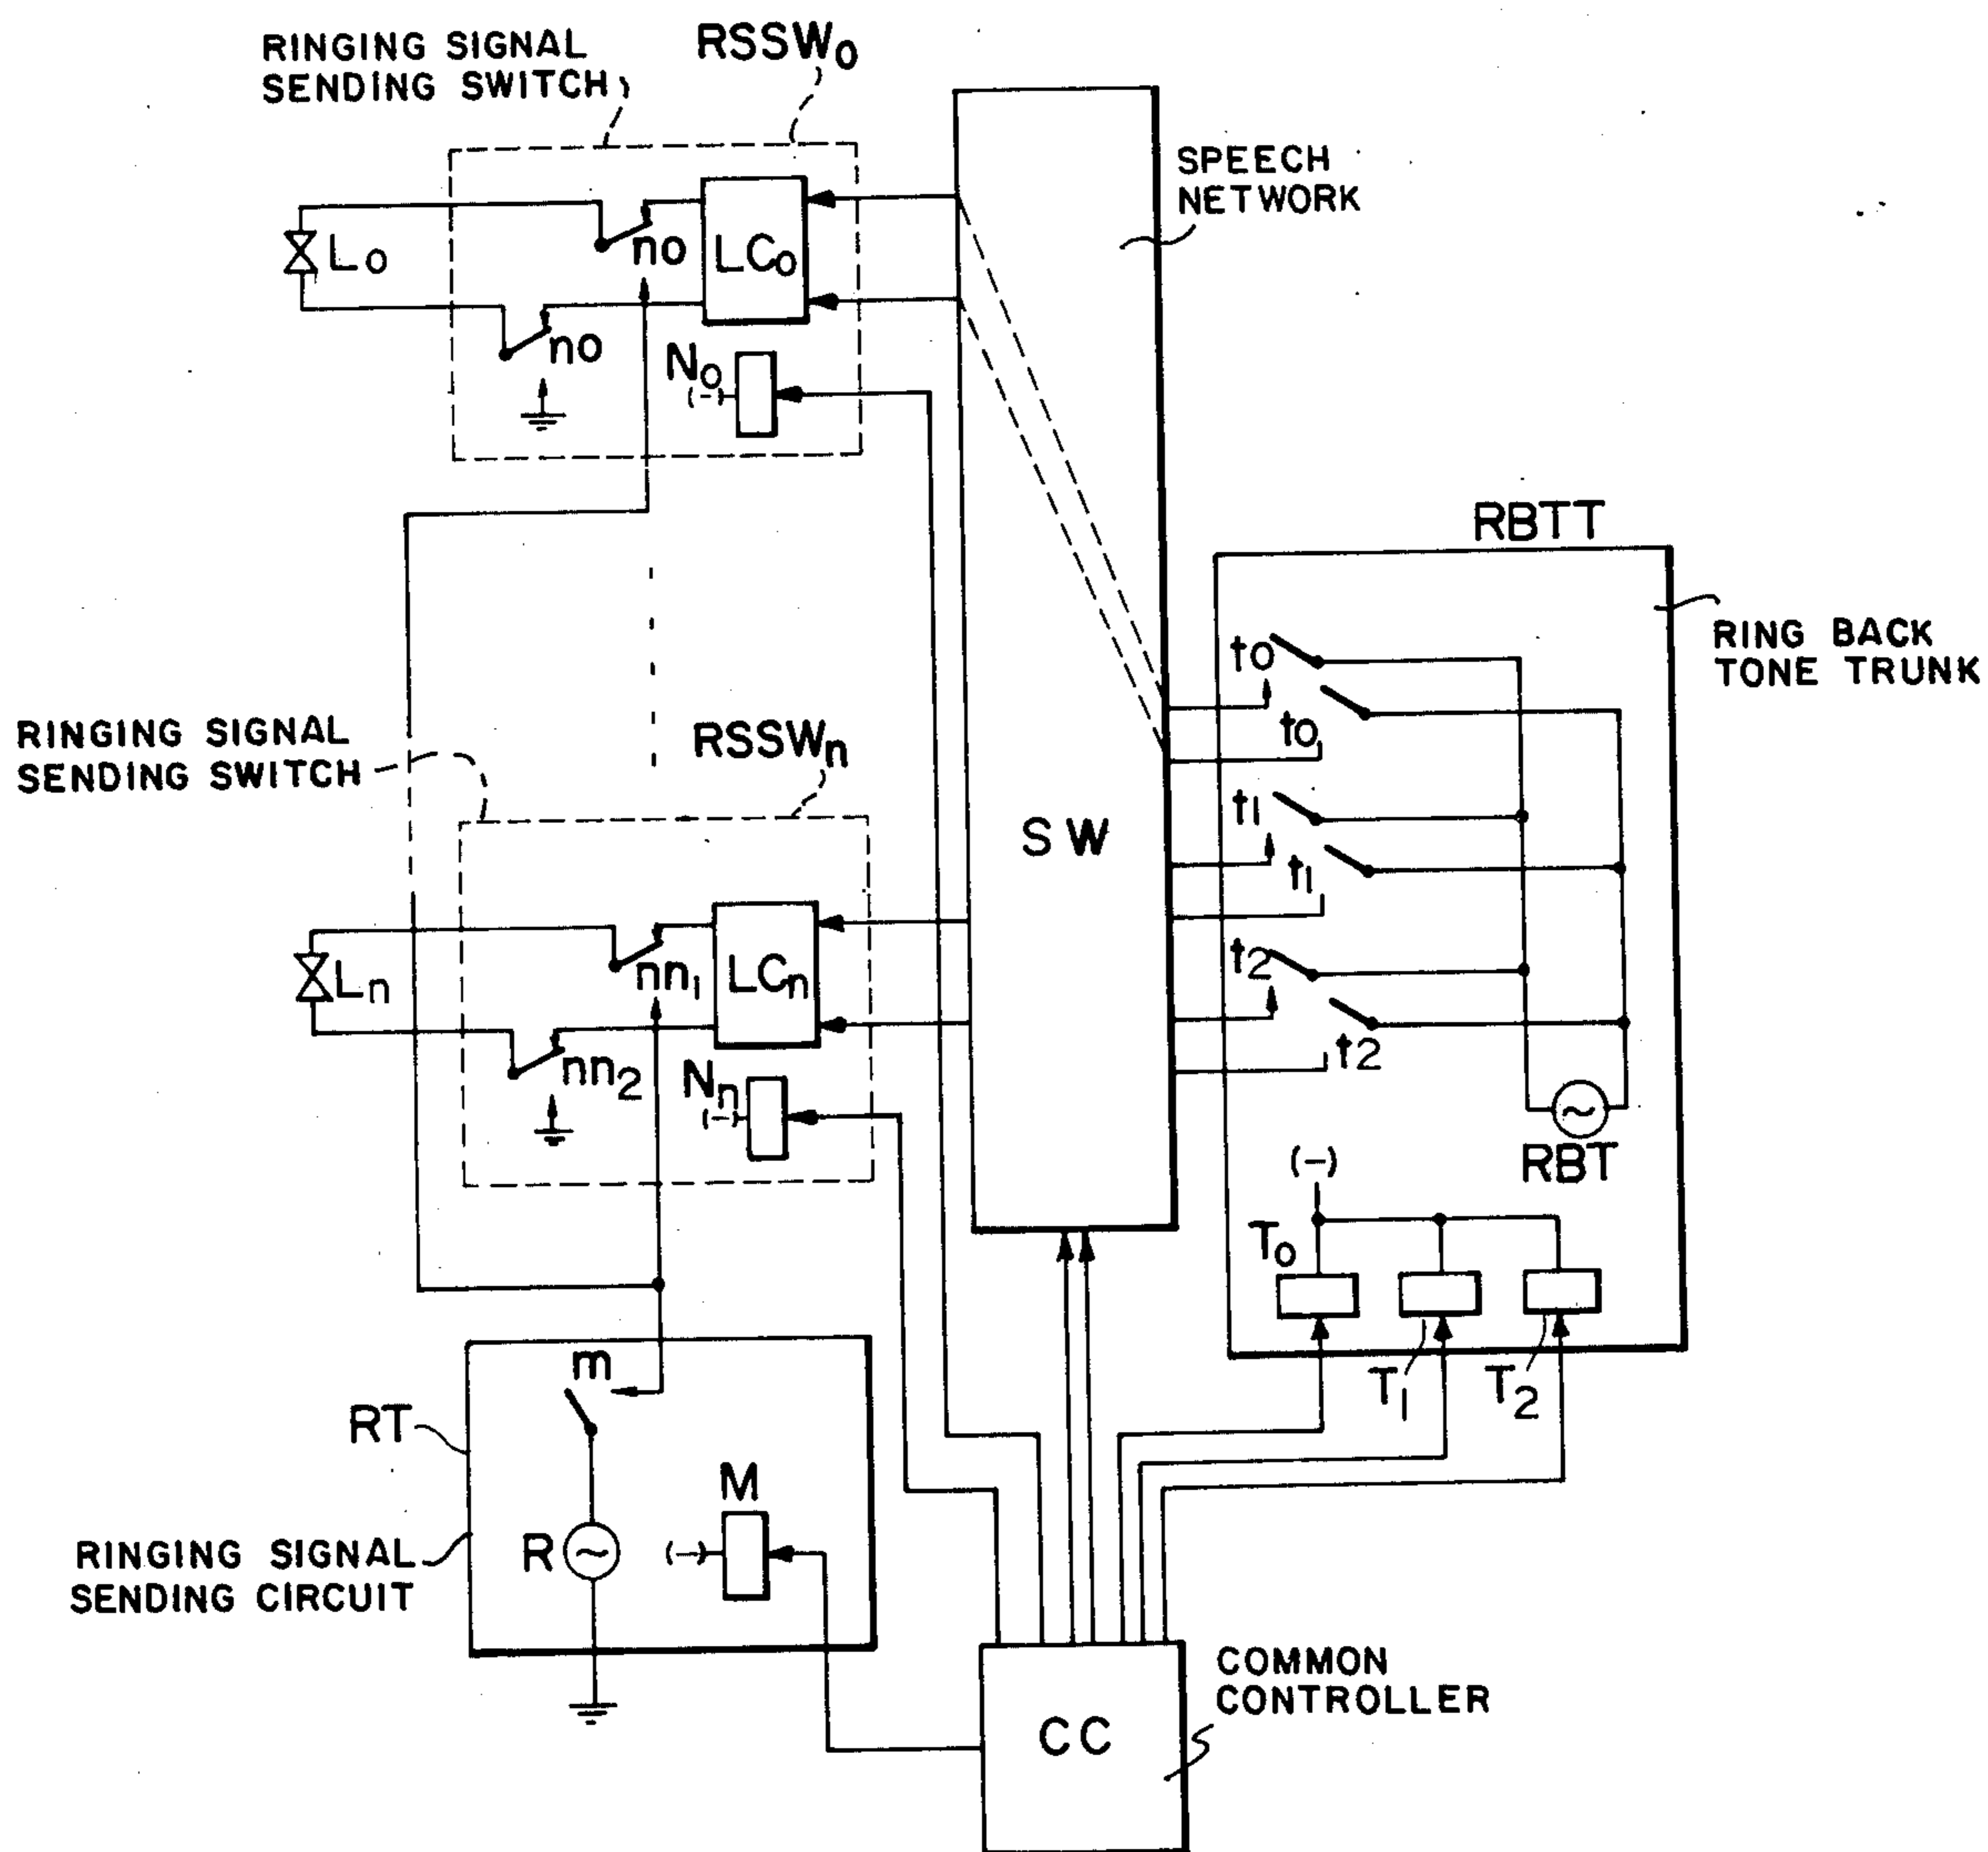 RINGING SIGNAL
SENDING SWITCH
RSSW₀
SPEECH
NETWORK
L₀
no
LC₀
no
N₀
(-)
RBTT
RING BACK
TONE TRUNK
t0
t0
RINGING SIGNAL
SENDING SWITCH
RSSWₙ
SW
t1
t1
Lₙ
nn₁
LCₙ
t2
nn₂
Nₙ
(-)
t2
RBT
(-)
T₀
m
RT
T₁
T₂
M
RINGING SIGNAL
SENDING CIRCUIT
R
(-)
COMMON
CONTROLLER
CC